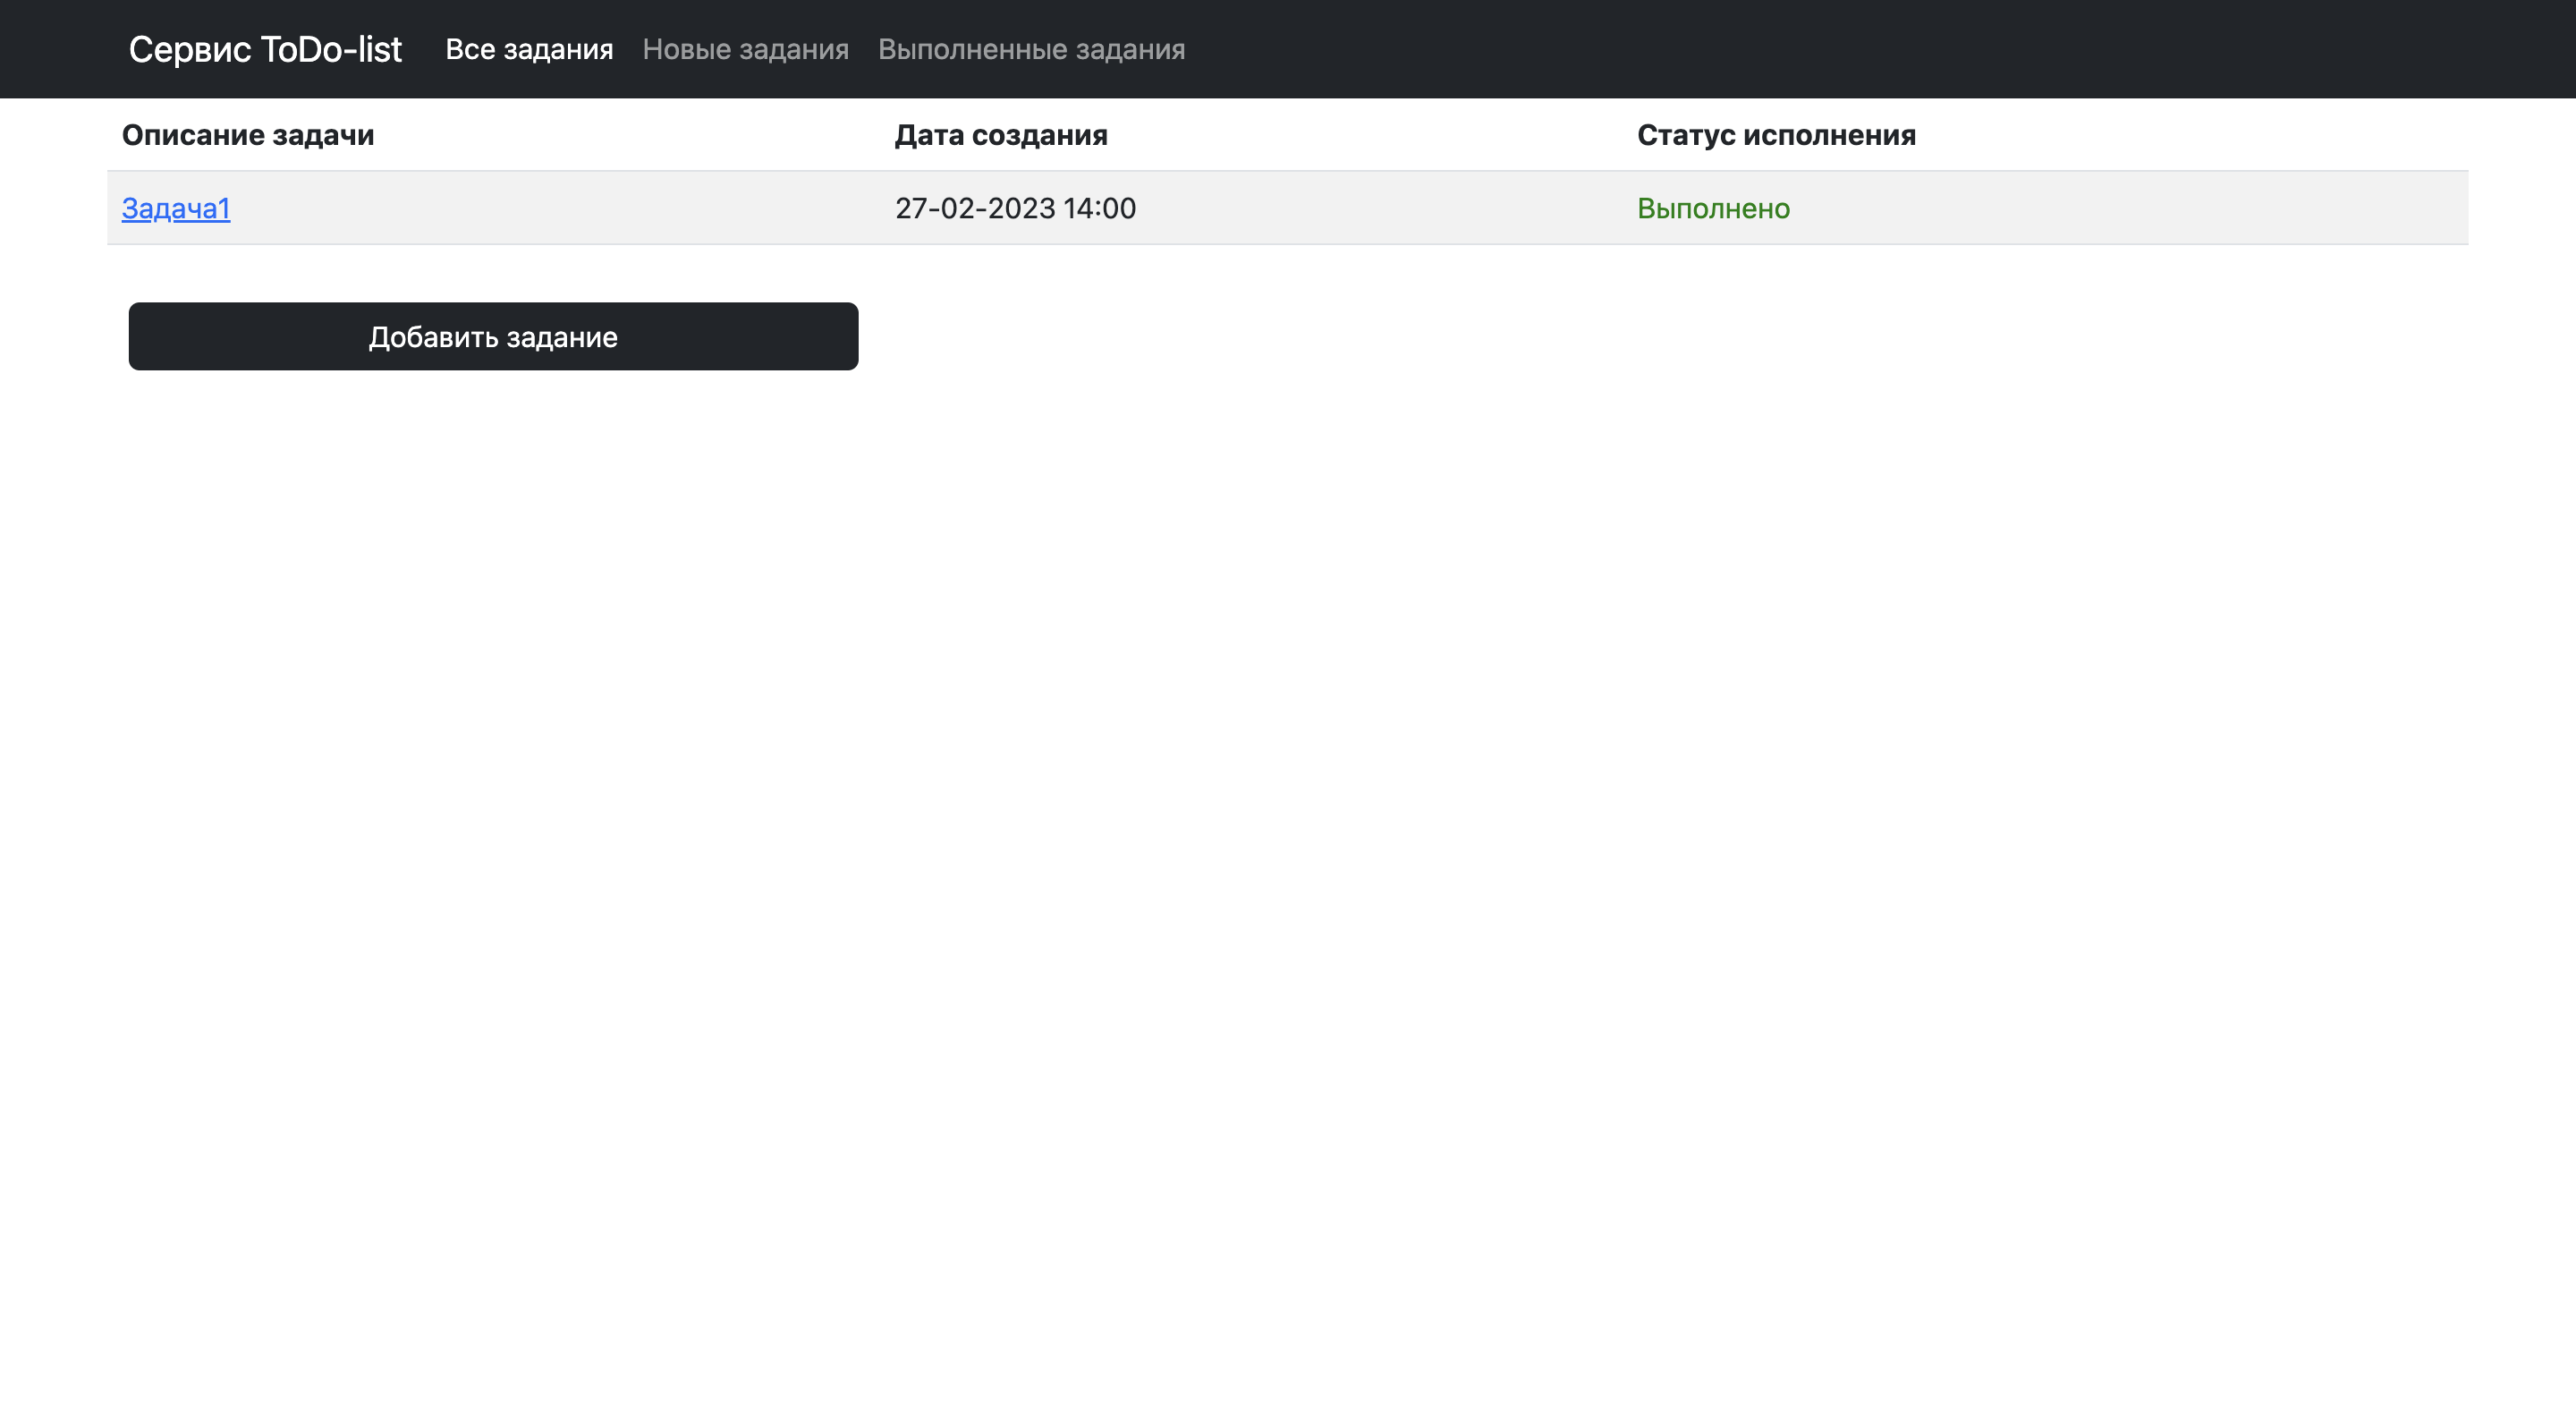 Сервис ToDo-list Все задания Новые задания Выполненные задания
Описание задачи Дата создания Статус исполнения
Задача1 27-02-2023 14:00 Выполнено
Добавить задание